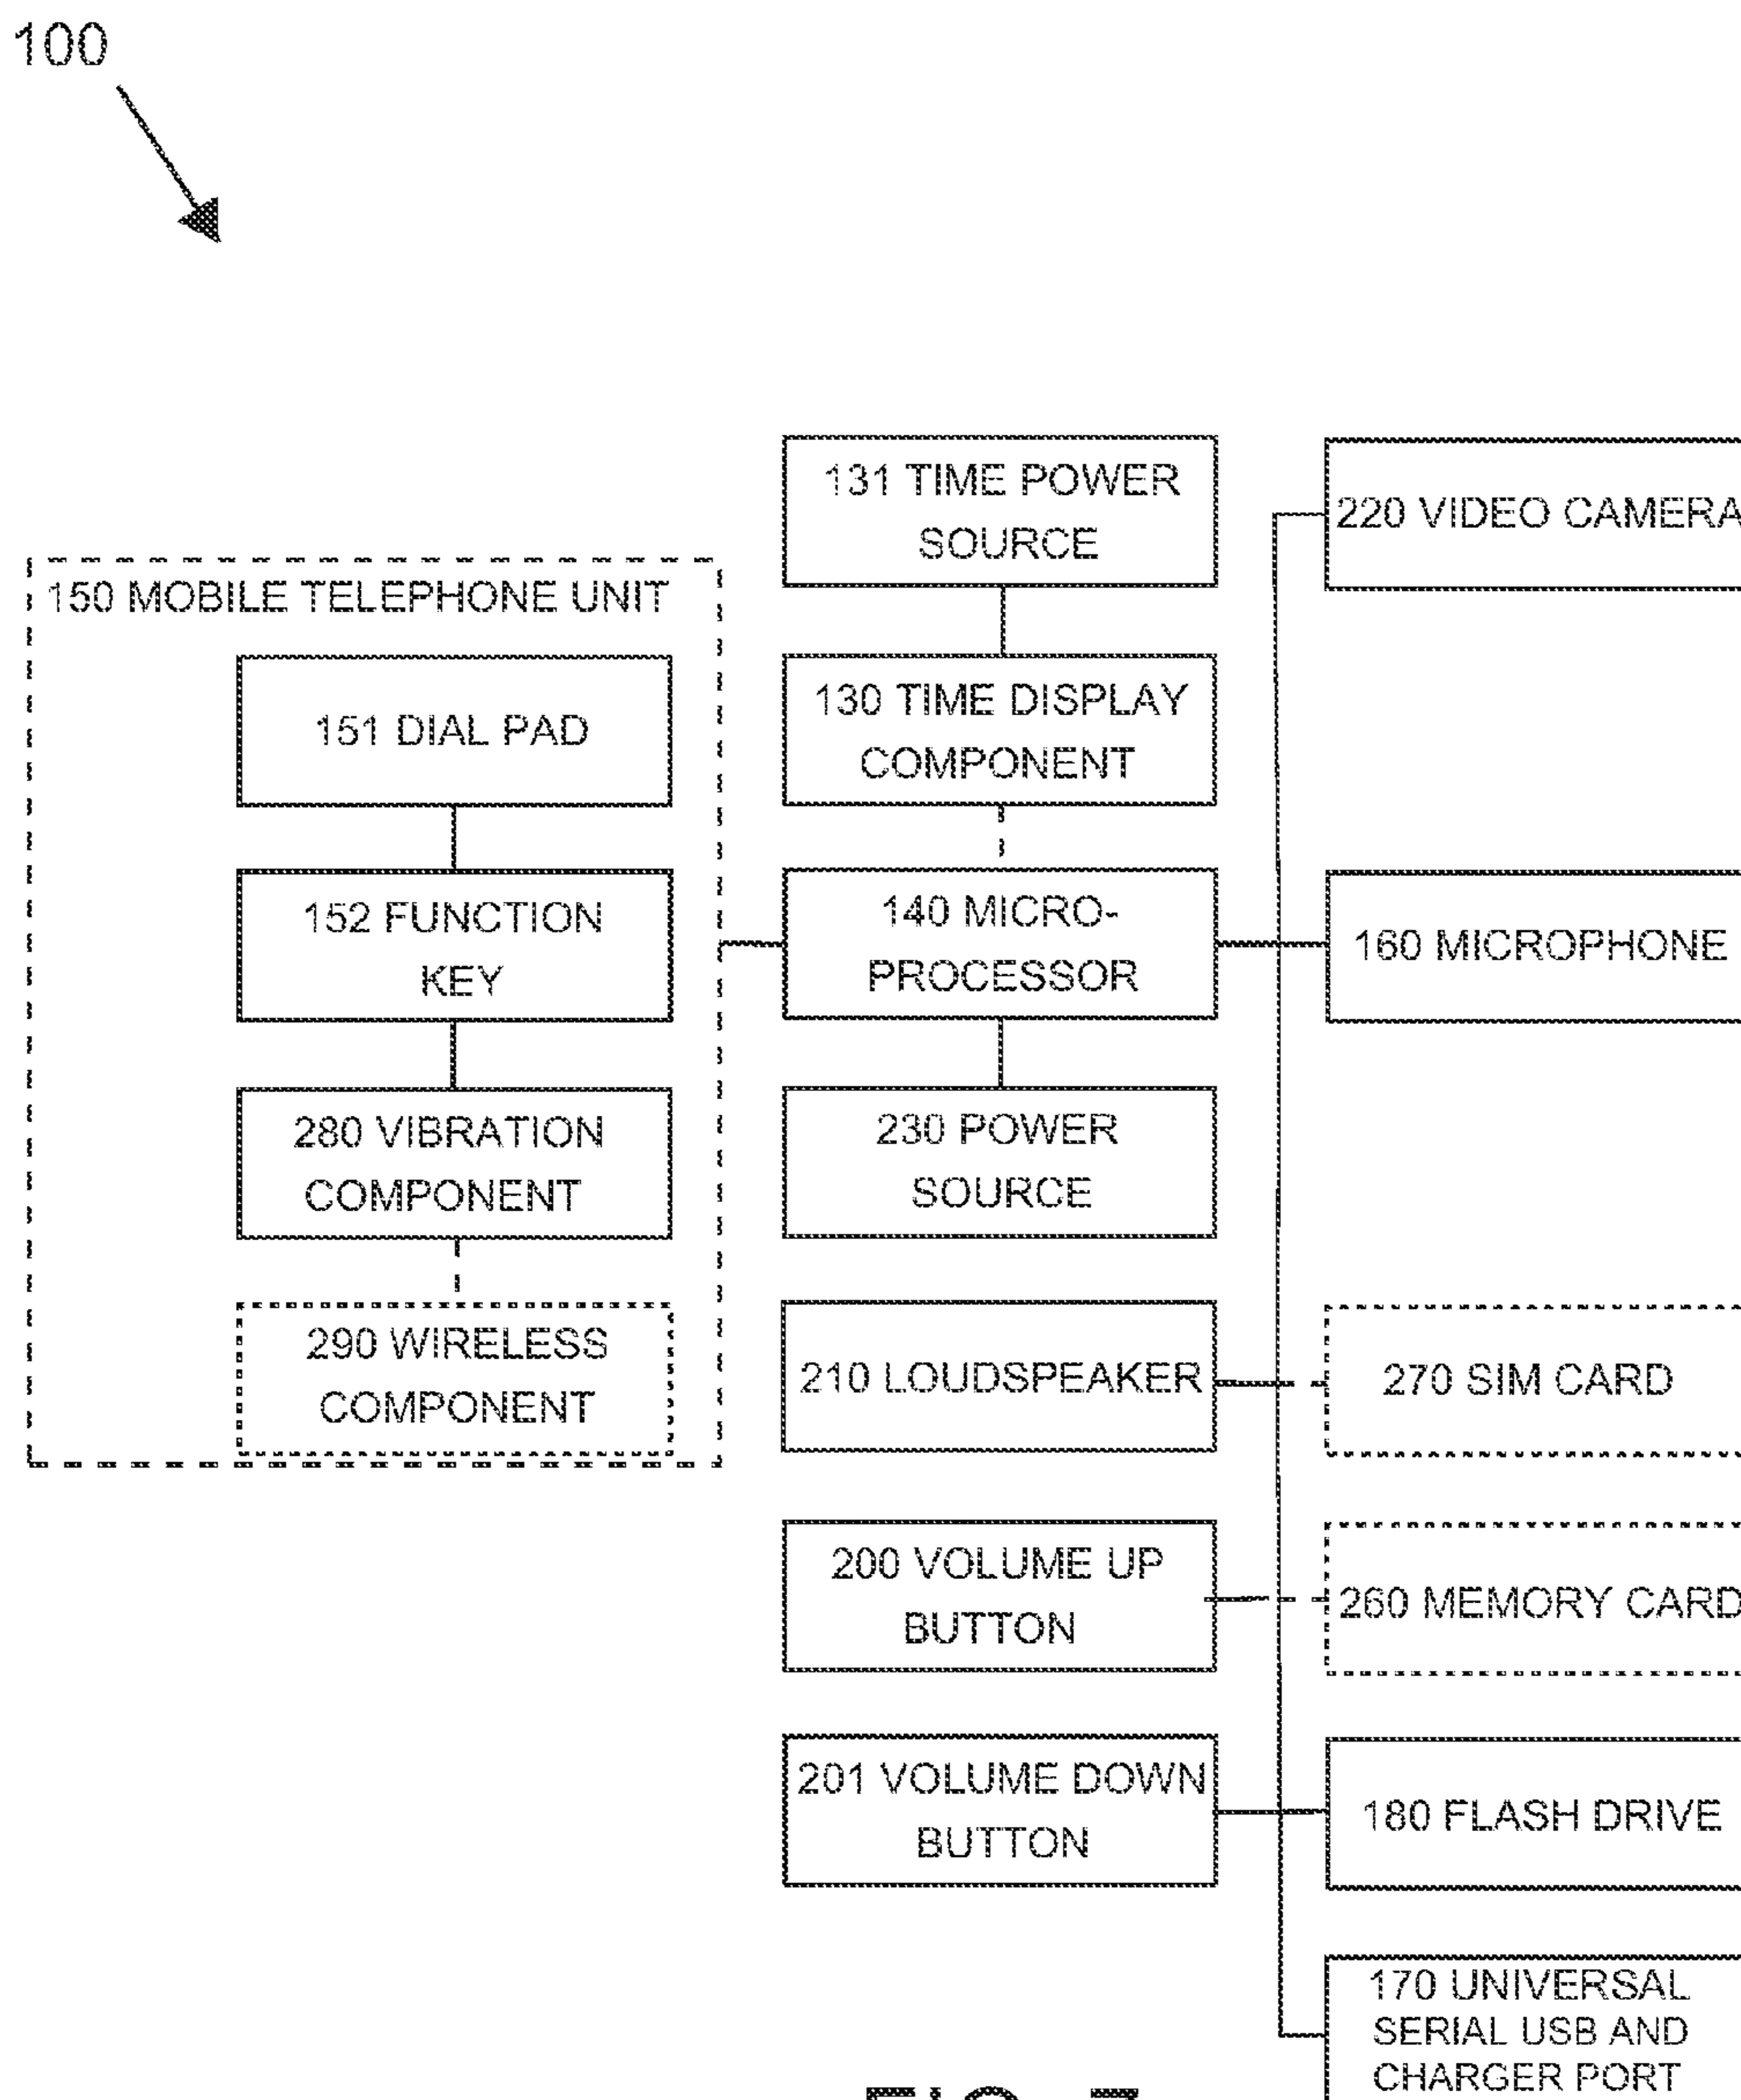 100
131 TIME POWER
SOURCE
220 VIDEO CAMERA
150 MOBILE TELEPHONE UNIT
151 DIAL PAD
130 TIME DISPLAY
COMPONENT
152 FUNCTION
KEY
140 MICRO-
PROCESSOR
160 MICROPHONE
280 VIBRATION
COMPONENT
230 POWER
SOURCE
290 WIRELESS
COMPONENT
210 LOUDSPEAKER
270 SIM CARD
200 VOLUME UP
BUTTON
260 MEMORY CARD
201 VOLUME DOWN
BUTTON
180 FLASH DRIVE
170 UNIVERSAL
SERIAL USB AND
CHARGER PORT